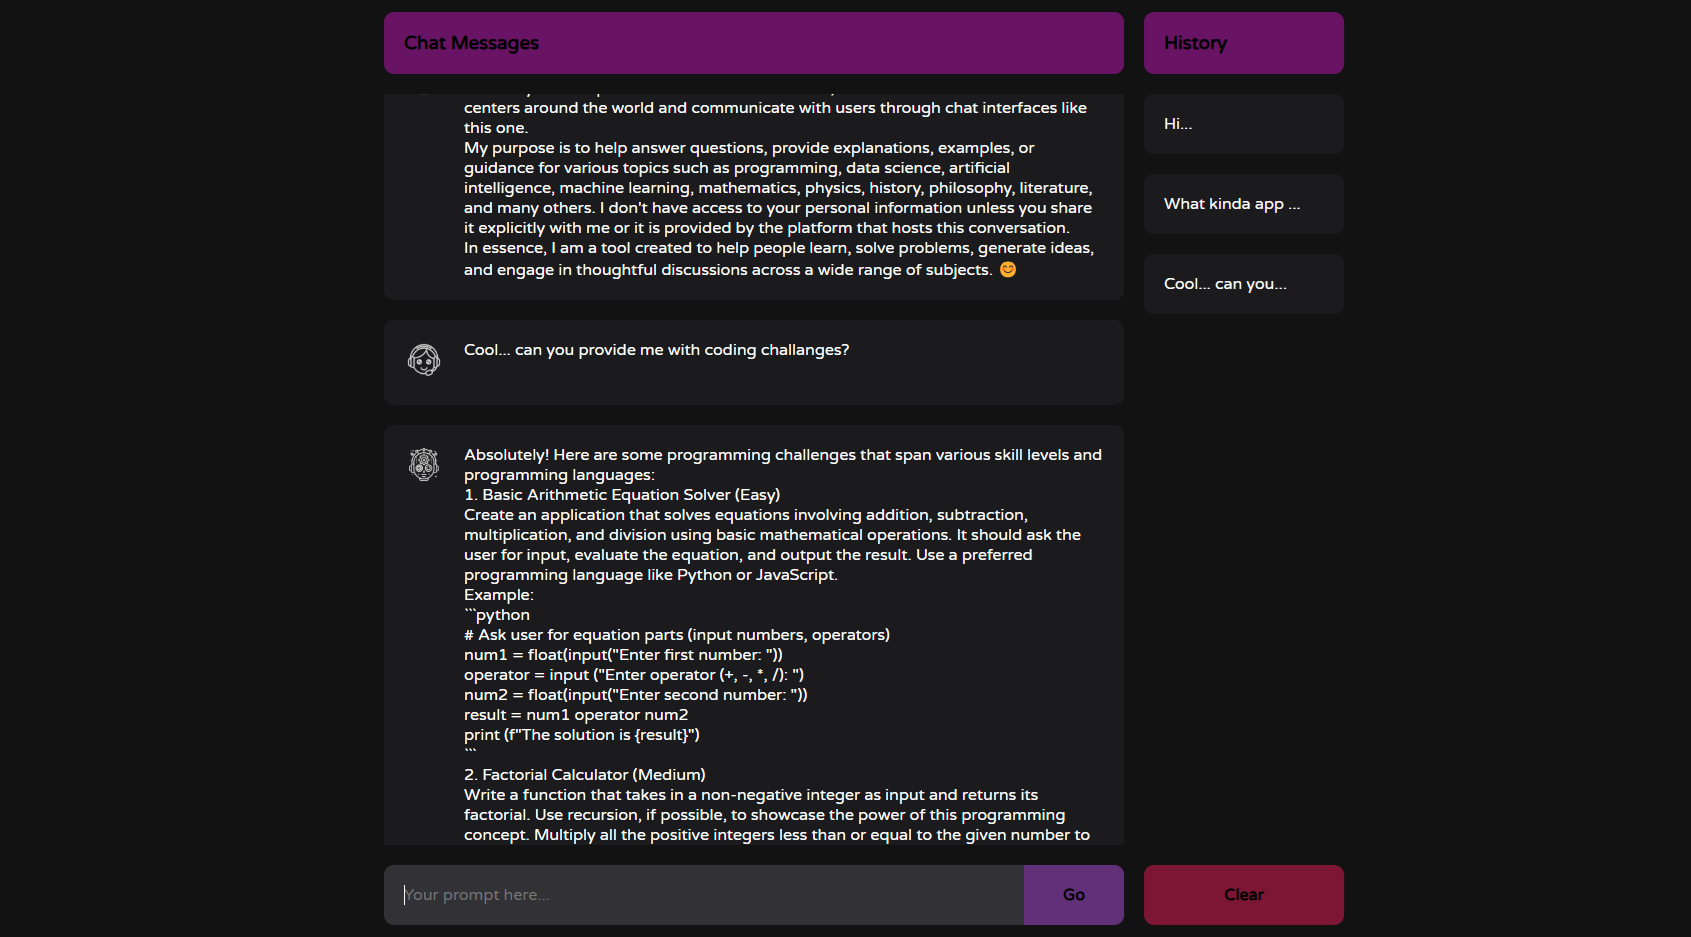 Chat Messages
History
centers around the world and communicate with users through chat interfaces like
this one.
My purpose is to help answer questions, provide explanations, examples, or
guidance for various topics such as programming, data science, artificial
intelligence, machine learning, mathematics, physics, history, philosophy, literature,
and many others. I don't have access to your personal information unless you share
it explicitly with me or it is provided by the platform that hosts this conversation.
In essence, I am a tool created to help people learn, solve problems, generate ideas,
and engage in thoughtful discussions across a wide range of subjects. 😊
Cool... can you provide me with coding challanges?
Absolutely! Here are some programming challenges that span various skill levels and
programming languages:
1. Basic Arithmetic Equation Solver (Easy)
Create an application that solves equations involving addition, subtraction,
multiplication, and division using basic mathematical operations. It should ask the
user for input, evaluate the equation, and output the result. Use a preferred
programming language like Python or JavaScript.
Example:
```python
# Ask user for equation parts (input numbers, operators)
num1 = float(input("Enter first number: "))
operator = input ("Enter operator (+, -, *, /): ")
num2 = float(input("Enter second number: "))
result = num1 operator num2
print (f"The solution is {result}")
```
2. Factorial Calculator (Medium)
Write a function that takes in a non-negative integer as input and returns its
factorial. Use recursion, if possible, to showcase the power of this programming
concept. Multiply all the positive integers less than or equal to the given number to
Hi...
What kinda app ...
Cool... can you...
Your prompt here...
Go
Clear